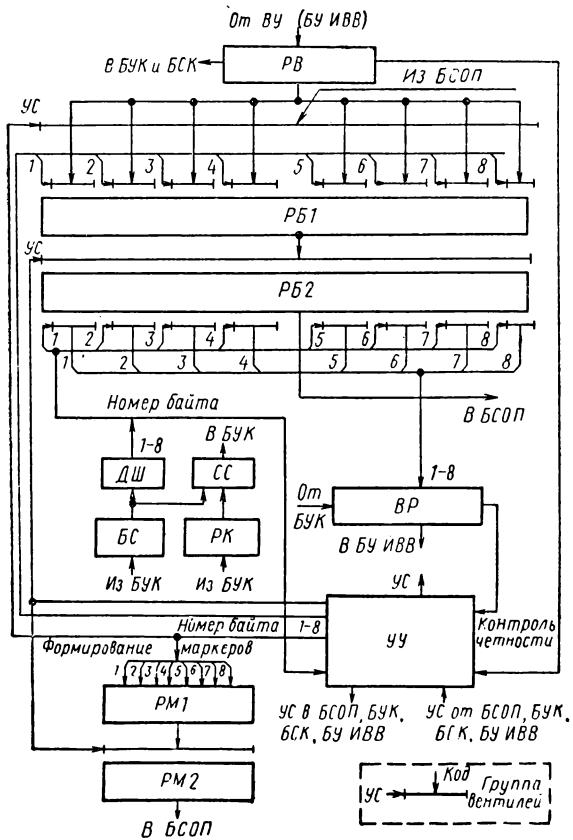 От ВУ (БУ ИВВ)
В БУК и БСК
РВ
Из БСОП
УС
1 2 3 4 5 6 7 8
РБ1
УС
РБ2
1 2 3 4 5 6 7 8
1 2 3 4 5 6 7 8
Номер байта
В БСОП
В БУК
1-8
1-8
ДШ
СС
От
БУК
ВР
БС
РК
В БУ ИВВ
Из БУК
Из БУК
УС
Номер байта
1-8
УУ
Контроль
четности
Формирование маркеров
1 2 3 4 5 6 7 8
РМ1
УС в БСОП, БУК,
БСК, БУ ИВВ
УС от БСОП, БУК,
БСК, БУ ИВВ
РМ2
Код
УС
Группа
вентилей
В БСОП